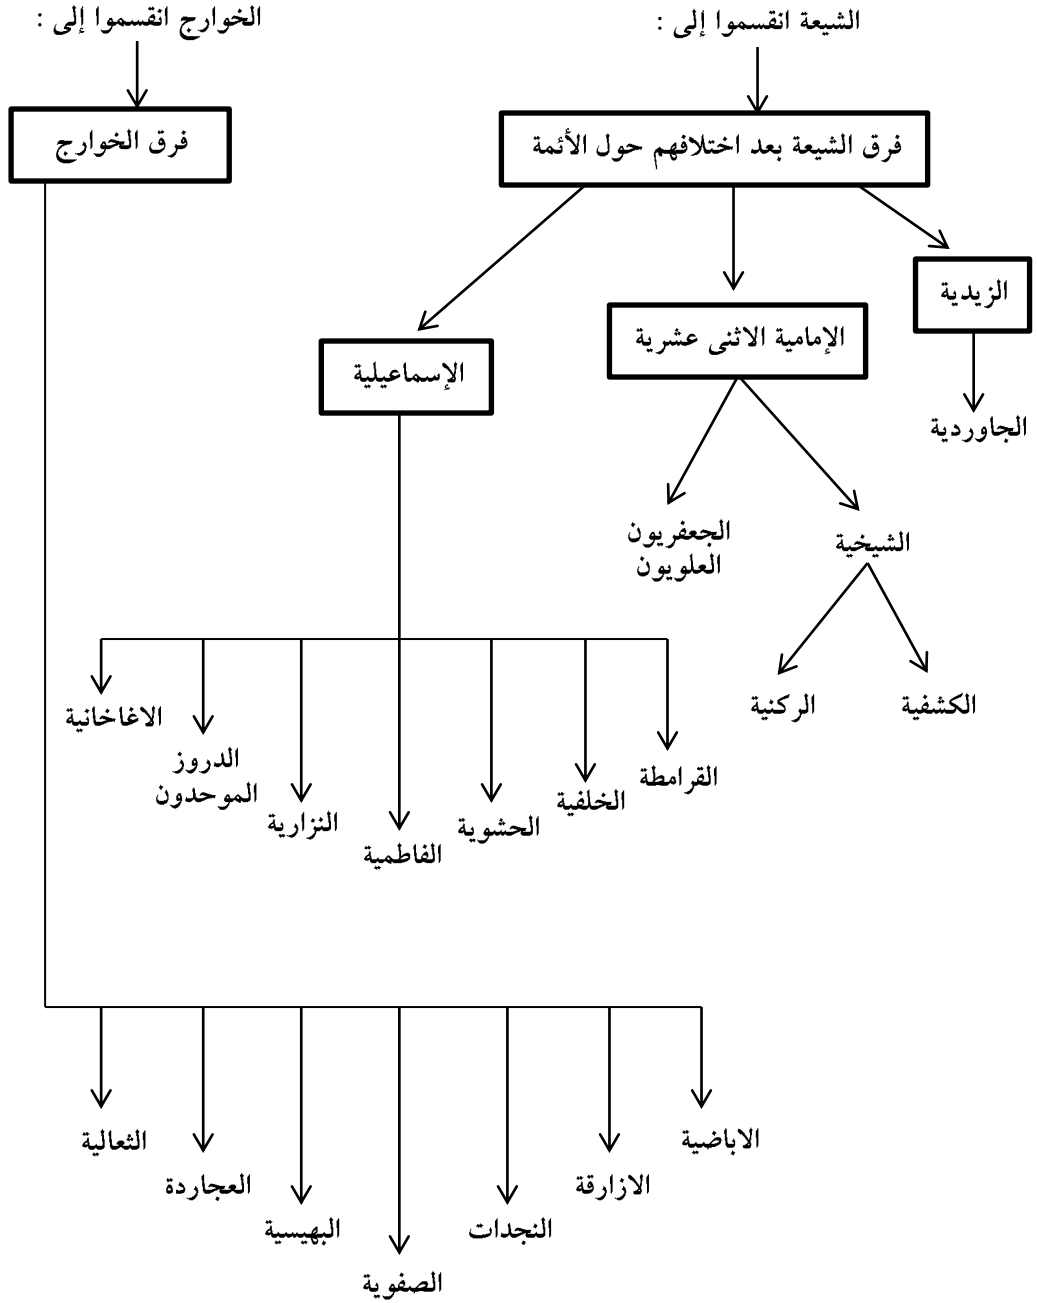 الشيعة انقسموا إلى :
فرق الشيعة بعد اختلافهم حول الأئمة
الزيدية
الجاوردية
الإمامية الاثنى عشرية
الشيخية
الكشفية
الركنية
الجعفريون
العلويون
الإسماعيلية
القرامطة
الخلفية
الحشوية
الفاطمية
النزارية
الدروز
الموحدون
الاغاخانية
الخوارج انقسموا إلى :
فرق الخوارج
الاباضية
الازارقة
النجدات
الصفوية
البهيسية
العجاردة
الثعالية